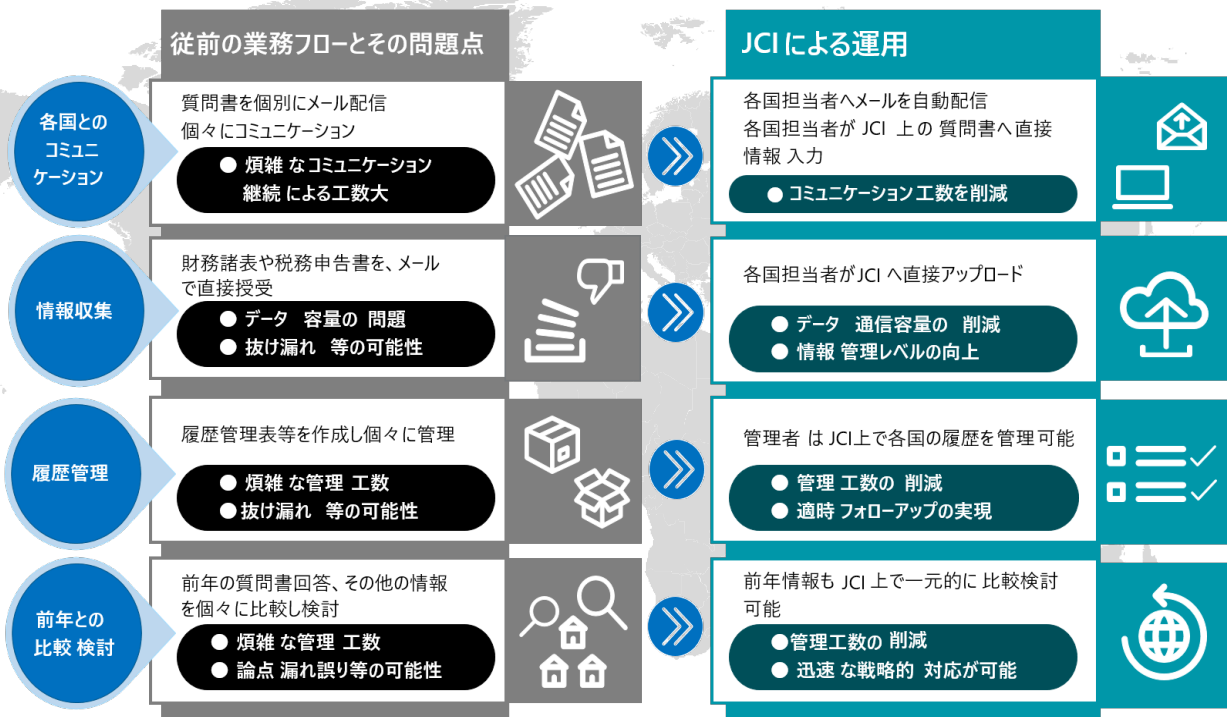 従前の業務フローとその問題点
JCIによる運用
各国との
コミュニ
ケーション
質問書を個別にメール配信
個々にコミュニケーション
● 煩雑 なコミュニケーション
継続 による工数大
各国担当者へメールを自動配信
各国担当者が JCI 上の 質問書へ直接
情報 入力
● コミュニケーション 工数を削減
情報収集
財務諸表や税務申告書を、メール
で直接授受
● データ 容量の 問題
● 抜け漏れ 等の可能性
各国担当者がJCI へ直接アップロード
● データ 通信容量の 削減
● 情報 管理レベルの向上
履歴管理
履歴管理表等を作成し個々に管理
● 煩雑 な管理 工数
●抜け漏れ 等の可能性
管理者 は JCI上で各国の履歴を管理可能
● 管理 工数の 削減
● 適時 フォローアップの実現
前年との
比較 検討
前年の質問書回答、その他の情報
を個々に比較し検討
● 煩雑 な管理 工数
● 論点 漏れ誤り等の可能性
前年情報も JCI 上で一元的に 比較検討
可能
●管理工数の 削減
● 迅速 な戦略的 対応が可能